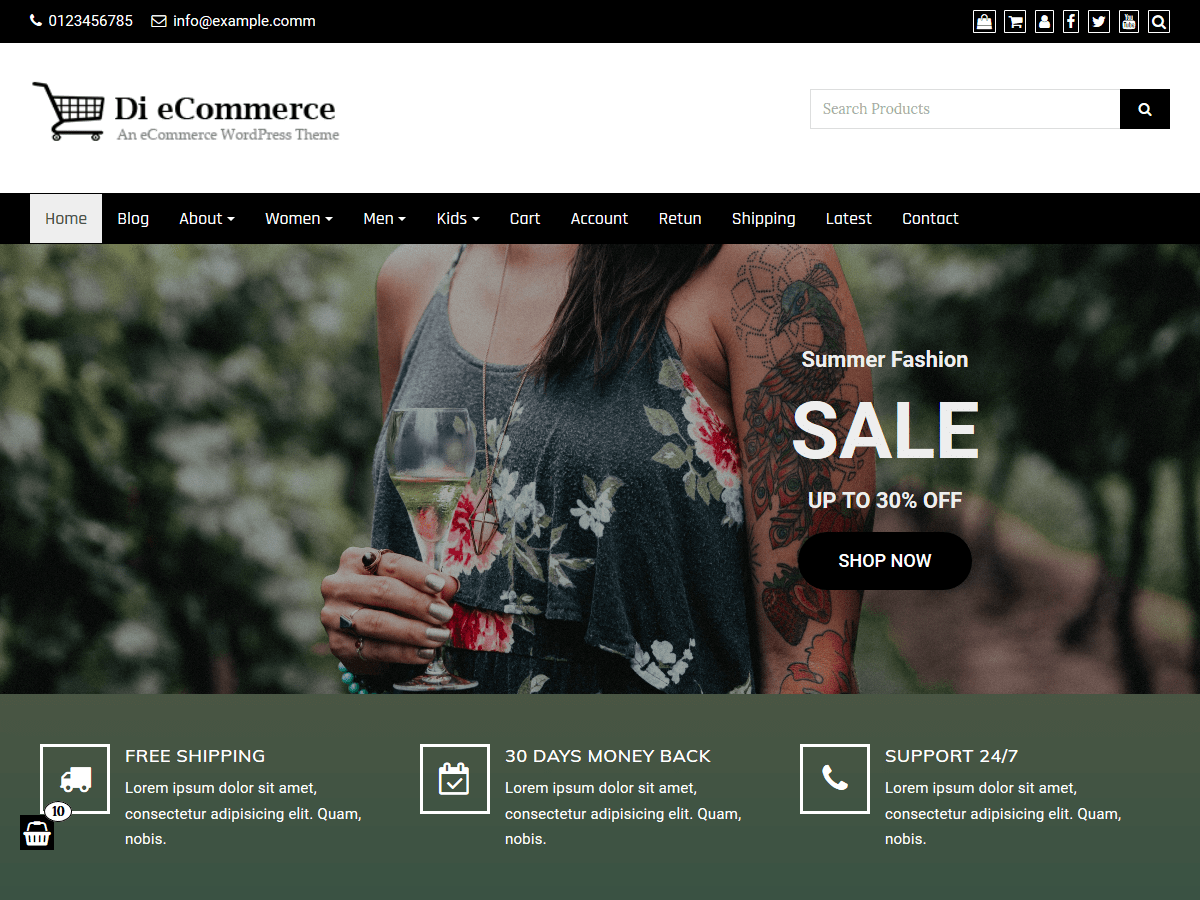 0123456785 info@example.comm
Di eCommerce
An eCommerce WordPress Theme
Search Products
Home Blog About Women Men Kids Cart Account Retun Shipping Latest Contact
Summer Fashion
SALE
UP TO 30% OFF
SHOP NOW
FREE SHIPPING
Lorem ipsum dolor sit amet,
consectetur adipisicing elit. Quam,
nobis.
30 DAYS MONEY BACK
Lorem ipsum dolor sit amet,
consectetur adipisicing elit. Quam,
nobis.
SUPPORT 24/7
Lorem ipsum dolor sit amet,
consectetur adipisicing elit. Quam,
nobis.
10